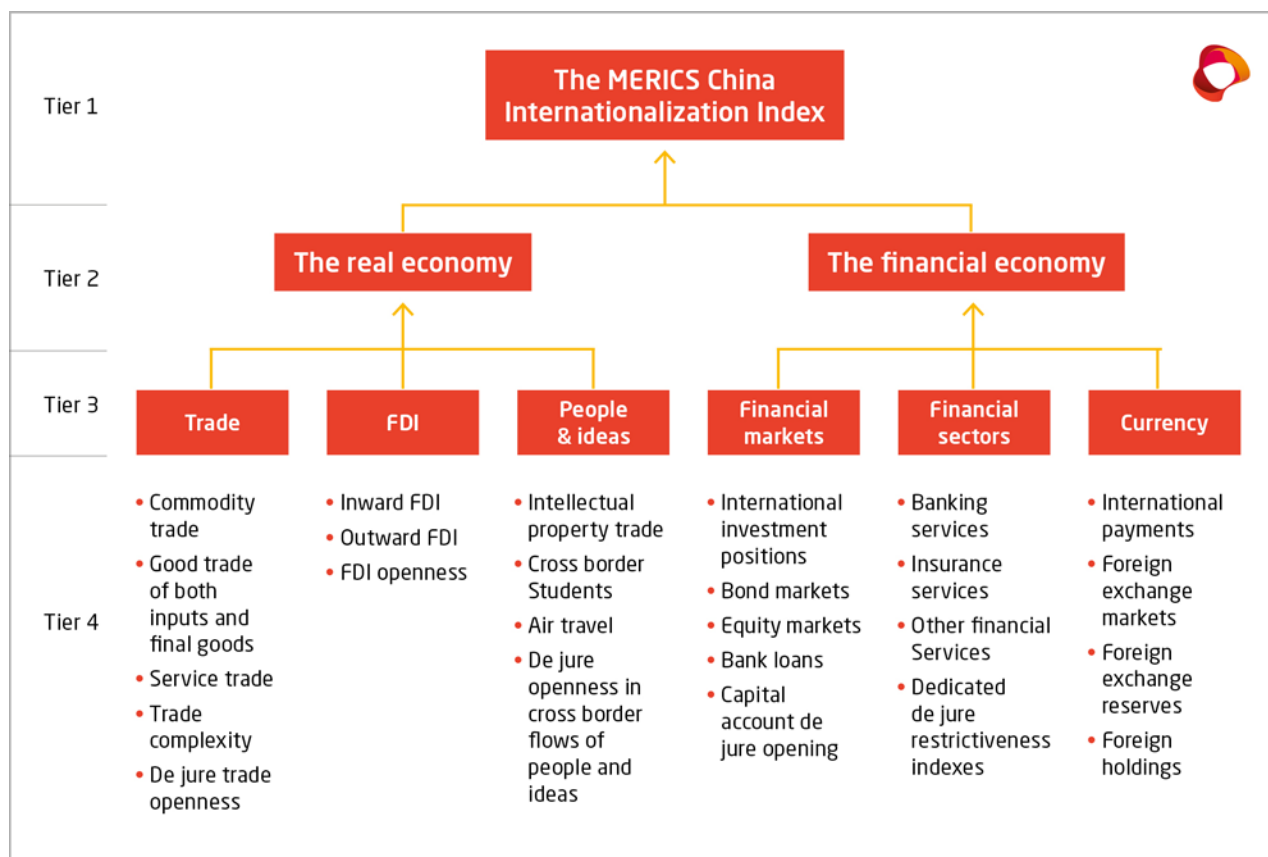 The MERICS China
Internationalization Index
Tier 1
The real economy
The financial economy
Tier 2
Tier 3
Trade
FDI
People
& ideas
Financial
markets
Financial
sectors
Currency
Tier 4
• Commodity
trade
• Good trade
of both
inputs and
final goods
• Service trade
• Trade
complexity
• De jure trade
openness
• Inward FDI
• Outward FDI
• FDI openness
• Intellectual
property trade
• Cross border
Students
• Air travel
• De jure
openness in
cross border
flows of
people and
ideas
• International
investment
positions
• Bond markets
• Equity markets
• Bank loans
• Capital
account de
jure opening
• Banking
services
• Insurance
services
• Other financial
Services
• Dedicated
de jure
restrictiveness
indexes
• International
payments
• Foreign
exchange
markets
• Foreign
exchange
reserves
• Foreign
holdings